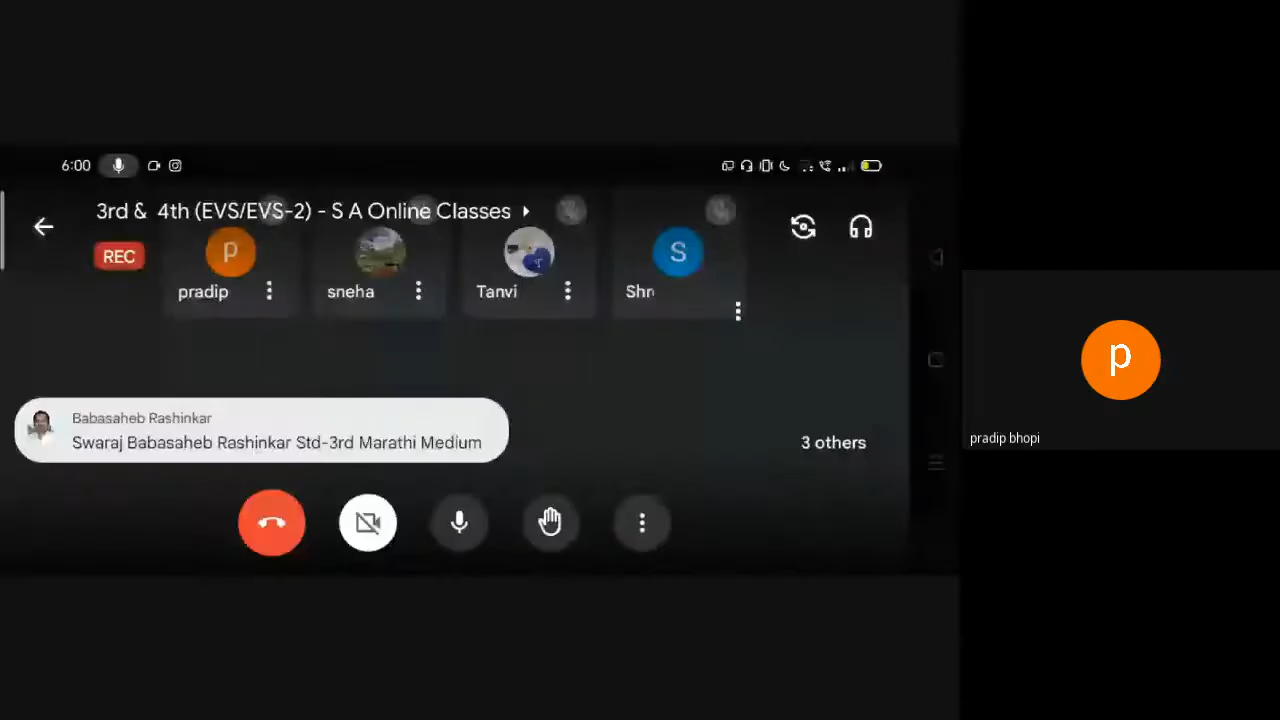 6:00
3rd & 4th (EVS/EVS-2) - S A Online Classes
REC
P
S
pradip
sneha
Tanvi
Shr
Babasaheb Rashinkar
Swaraj Babasaheb Rashinkar Std-3rd Marathi Medium
3 others
p
pradip bhopi